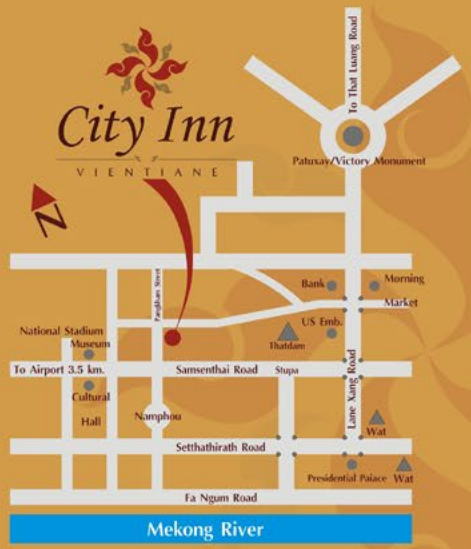 To That Luang Road
City Inn
VIENTIANE
Patuxay/Victory Monument
N
Pangkham Street
Bank
Morning
Market
US Emb.
Thatdam
National Stadium
Museum
To Airport 3.5 km.
Samsenthai Road
Stupa
Lane Xang Road
Cultural
Hall
Namphou
Wat
Setthathirath Road
Presidential Paiace
Wat
Fa Ngum Road
Mekong River